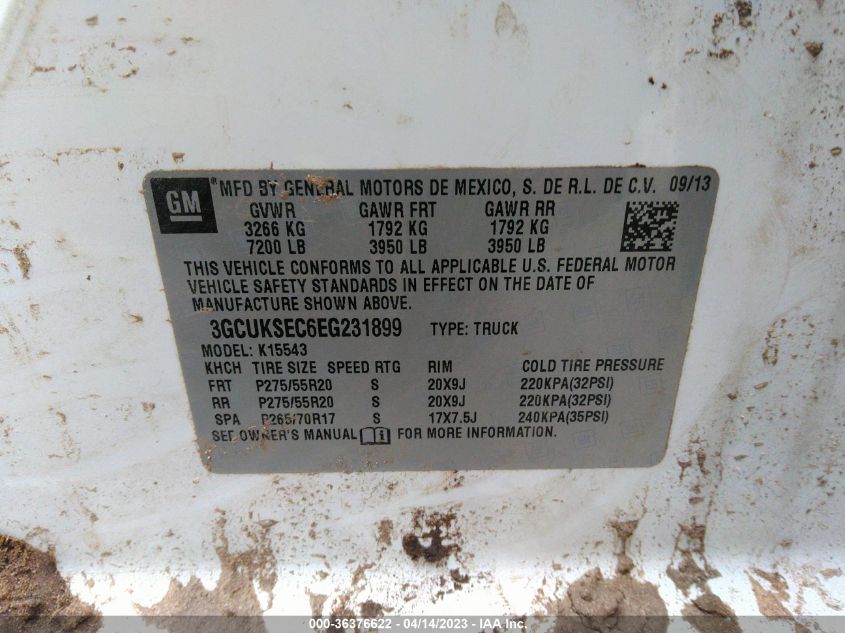 GM ® MFD BY GENERAL MOTORS DE MEXICO, S. DE R.L. DE C.V. 09/13
GVWR GAWR FRT GAWR RR
3266 KG 1792 KG 1792 KG
7200 LB 3950 LB 3950 LB
THIS VEHICLE CONFORMS TO ALL APPLICABLE U.S. FEDERAL MOTOR
VEHICLE SAFETY STANDARDS IN EFFECT ON THE DATE OF
MANUFACTURE SHOWN ABOVE.
3GCUKSEC6EG231899 TYPE: TRUCK
MODEL: K15543
KHCH TIRE SIZE SPEED RTG RIM COLD TIRE PRESSURE
FRT P275/55R20 S 20X9J 220KPA(32PSI)
RR P275/55R20 S 20X9J 220KPA(32PSI)
SPA P265/70R17 S 17X7.5J 240KPA(35PSI)
SEE OWNER'S MANUAL FOR MORE INFORMATION.
000-36376622 - 04/14/2023 - IAA Inc.